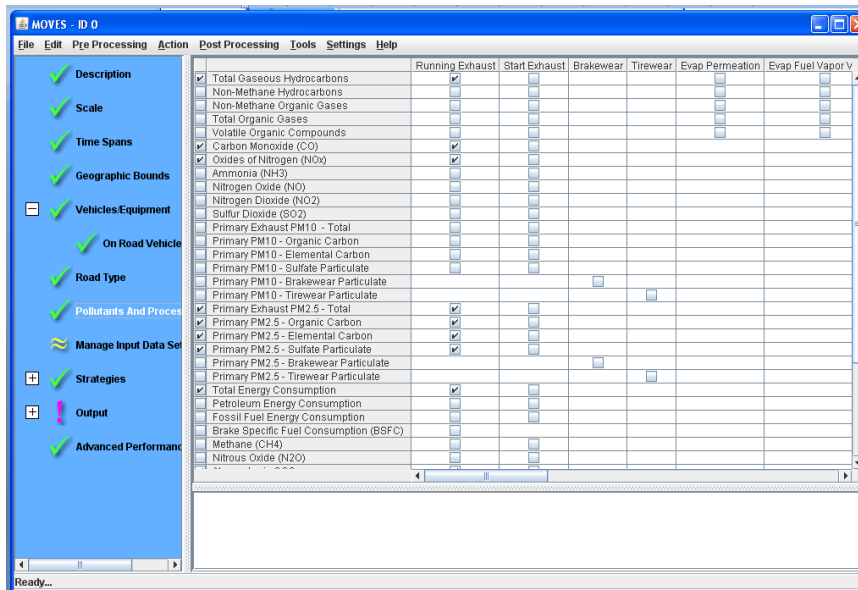 MOVES - ID 0
File Edit Pre Processing Action Post Processing Tools Settings Help
Description
Scale
Time Spans
Geographic Bounds
Vehicles/Equipment
On Road Vehicle
Road Type
Pollutants And Proces
Manage Input Data Set
Strategies
Output
Advanced Performanc
Running Exhaust Start Exhaust Brakewear Tirewear Evap Permeation Evap Fuel Vapor V
Total Gaseous Hydrocarbons
Non-Methane Hydrocarbons
Non-Methane Organic Gases
Total Organic Gases
Volatile Organic Compounds
Carbon Monoxide (CO)
Oxides of Nitrogen (NOx)
Ammonia (NH3)
Nitrogen Oxide (NO)
Nitrogen Dioxide (NO2)
Sulfur Dioxide (SO2)
Primary Exhaust PM10 - Total
Primary PM10 - Organic Carbon
Primary PM10 - Elemental Carbon
Primary PM10 - Sulfate Particulate
Primary PM10 - Brakewear Particulate
Primary PM10 - Tirewear Particulate
Primary Exhaust PM2.5 - Total
Primary PM2.5 - Organic Carbon
Primary PM2.5 - Elemental Carbon
Primary PM2.5 - Sulfate Particulate
Primary PM2.5 - Brakewear Particulate
Primary PM2.5 - Tirewear Particulate
Total Energy Consumption
Petroleum Energy Consumption
Fossil Fuel Energy Consumption
Brake Specific Fuel Consumption (BSFC)
Methane (CH4)
Nitrous Oxide (N2O)
Ready...